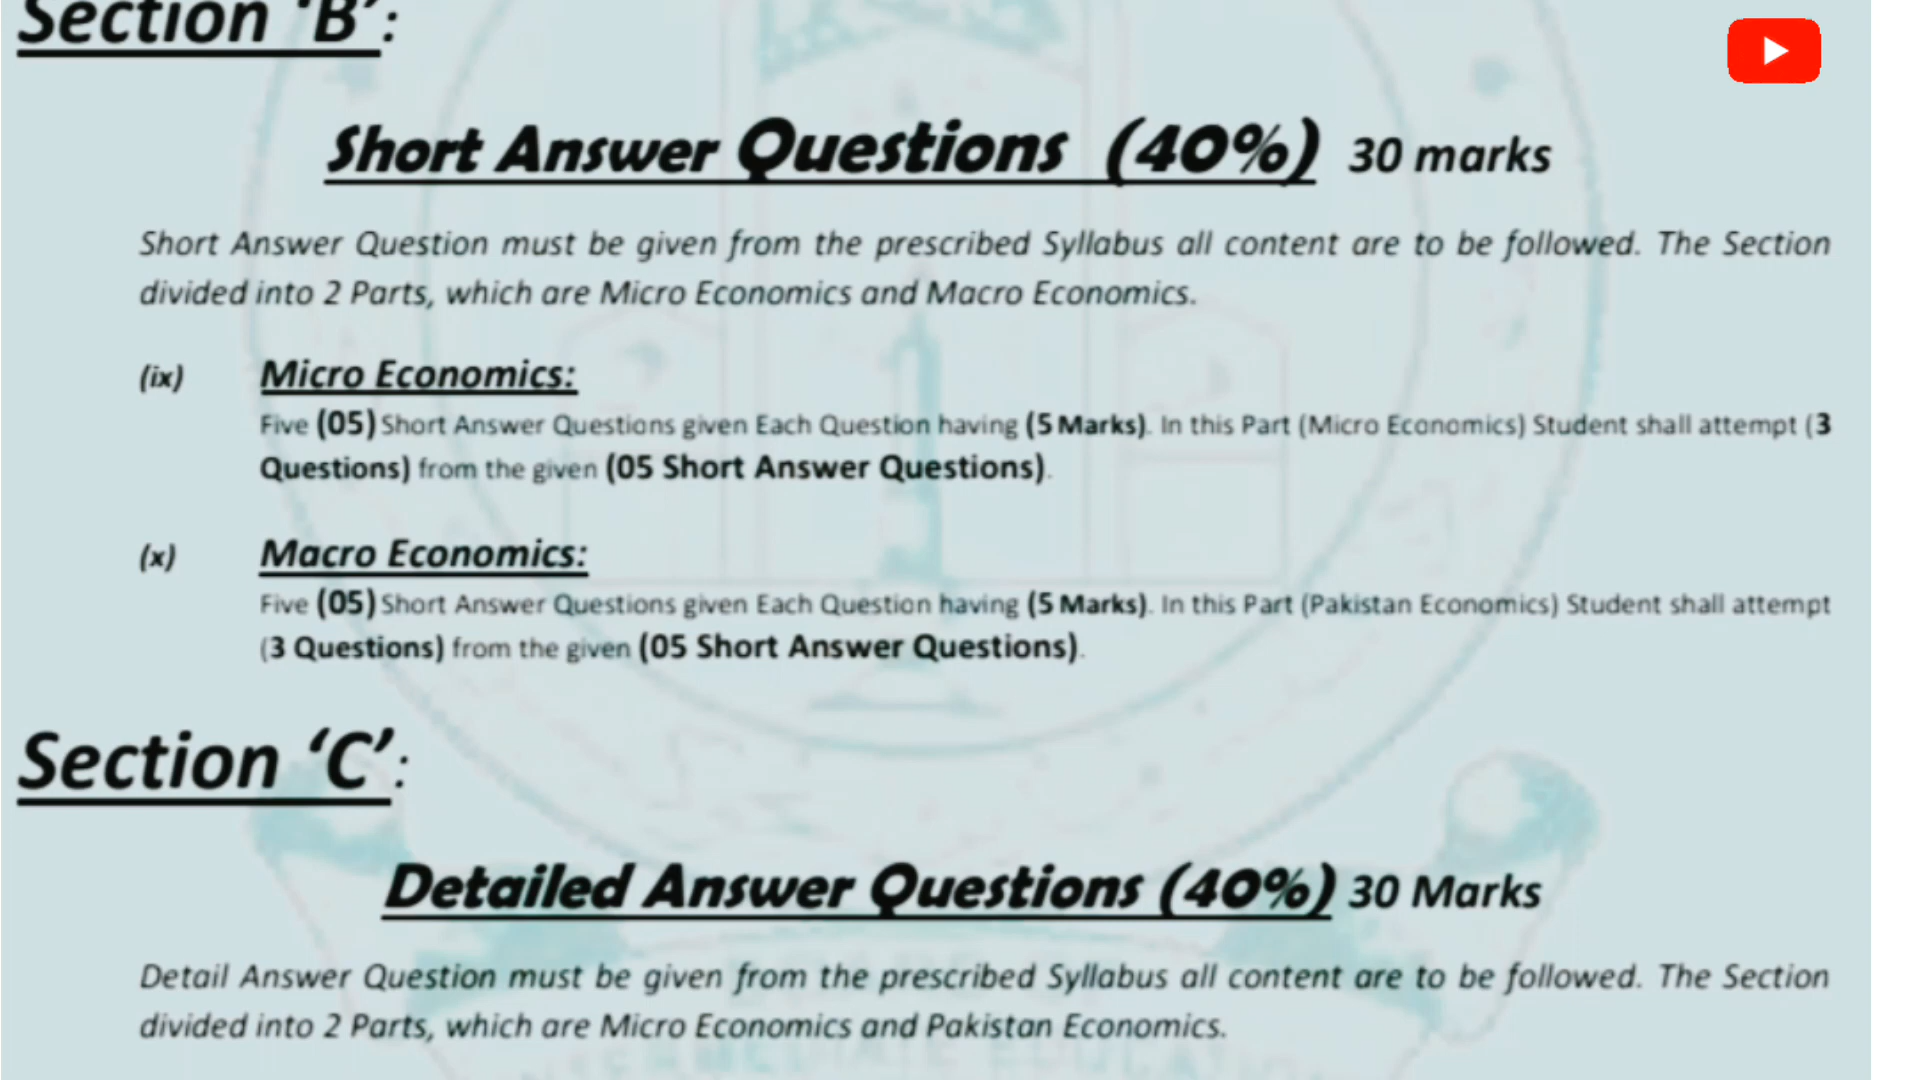 Section ‘B’:
Short Answer Questions (40%) 30 marks
Short Answer Question must be given from the prescribed Syllabus all content are to be followed. The Section
divided into 2 Parts, which are Micro Economics and Macro Economics.
(ix) Micro Economics:
Five (05) Short Answer Questions given Each Question having (5 Marks). In this Part (Micro Economics) Student shall attempt (3
Questions) from the given (05 Short Answer Questions).
(x) Macro Economics:
Five (05) Short Answer Questions given Each Question having (5 Marks). In this Part (Pakistan Economics) Student shall attempt
(3 Questions) from the given (05 Short Answer Questions).
Section ‘C’:
Detailed Answer Questions (40%) 30 Marks
Detail Answer Question must be given from the prescribed Syllabus all content are to be followed. The Section
divided into 2 Parts, which are Micro Economics and Pakistan Economics.